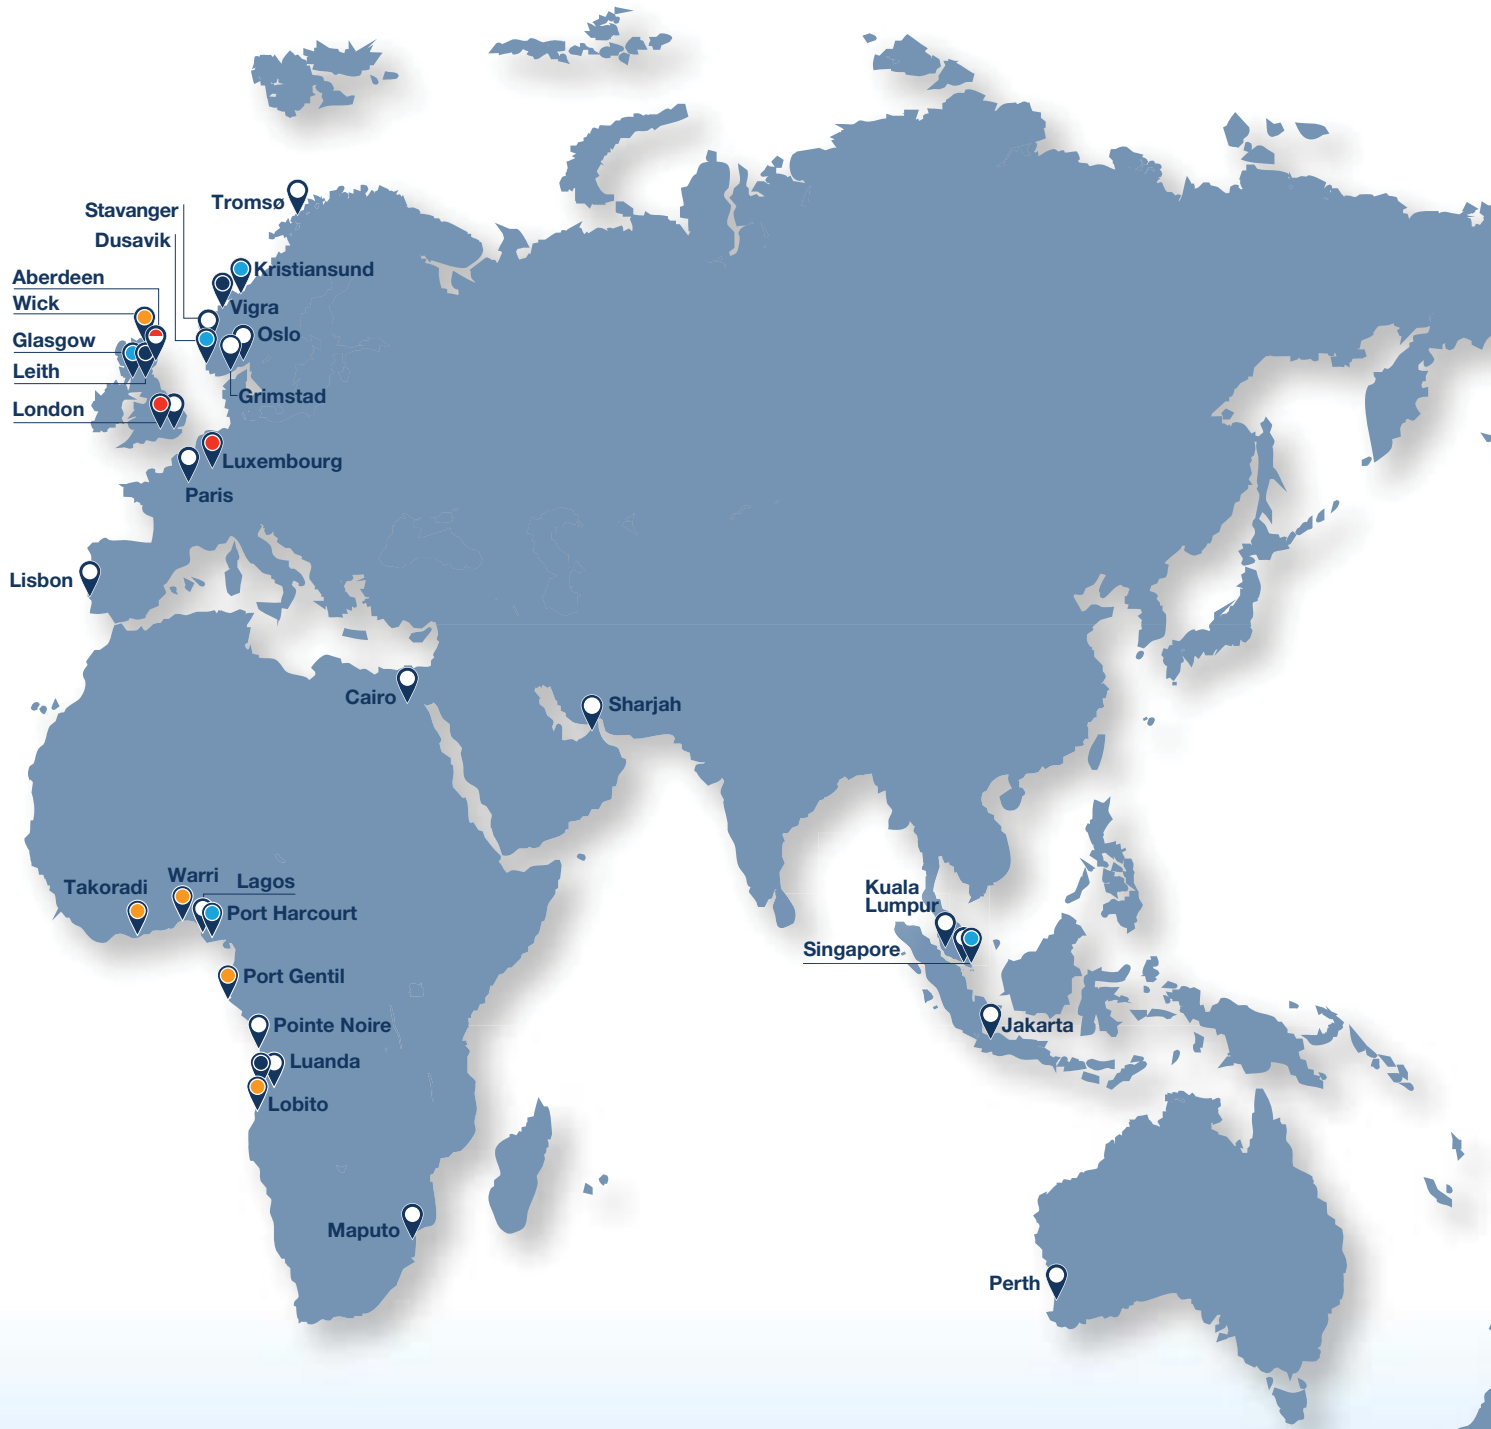 Tromsø
Stavanger
Dusavik
Kristiansund
Aberdeen
Wick
Vigra
Oslo
Glasgow
Leith
Grimstad
London
Luxembourg
Paris
Lisbon
Cairo
Sharjah
Warri
Lagos
Takoradi
Port Harcourt
Kuala
Lumpur
Singapore
Port Gentil
Pointe Noire
Jakarta
Luanda
Lobito
Maputo
Perth